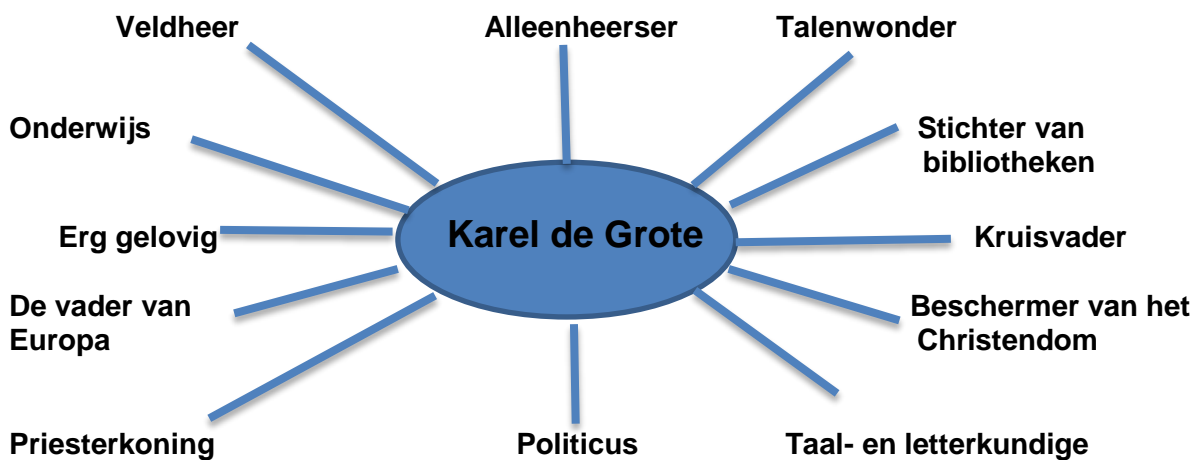 Veldheer
Alleenheerser
Talenwonder
Onderwijs
Stichter van
bibliotheken
Erg gelovig
Karel de Grote
Kruisvader
De vader van
Europa
Beschermer van het
Christendom
Priesterkoning
Politicus
Taal- en letterkundige